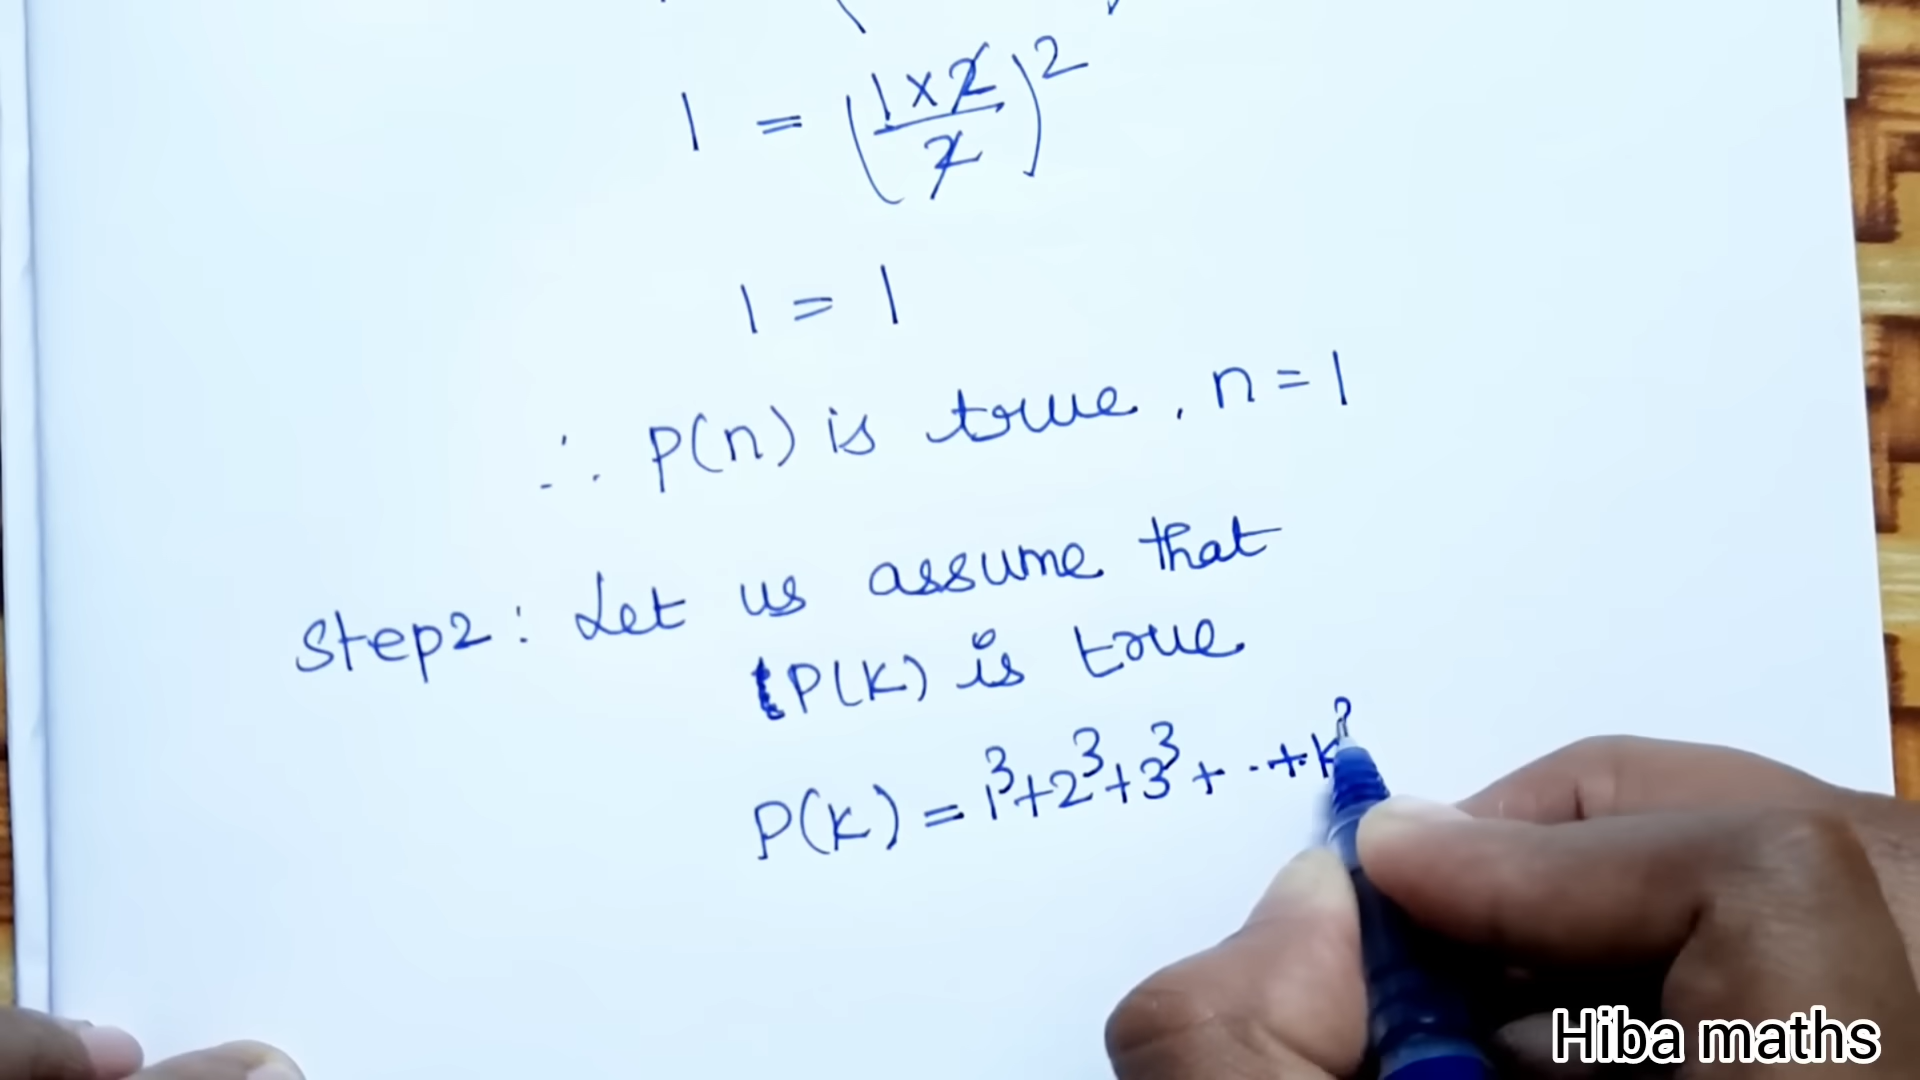 1 = (1×2/2)²
1 = 1
∴ P(n) is true, n = 1
Step2: Let us assume that
P(K) is true
P(K) = 1³+2³+3³+ ..+k
Hiba maths